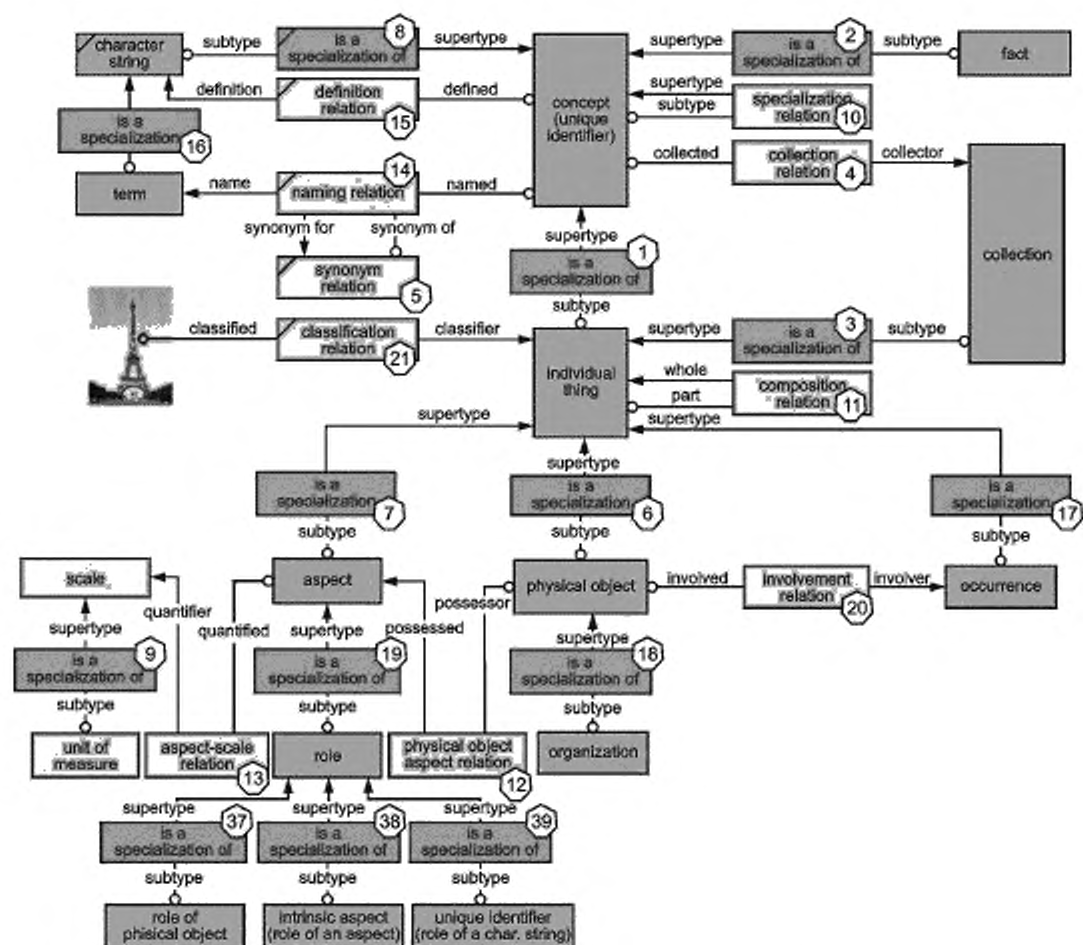 8
2
character
string
subtype
is a
specialization of
supertype
concept
(unique
identifier)
supertype
is a
specialization of
subtype
fact
definition
definition
relation
defined
15
supertype
subtype
specialization
relation
10
is a
specialization
16
collected
collection
relation
4
collector
collection
term
name
naming relation
14
named
synonym for
synonym of
synonym
relation
5
supertype
1
is a
specialization of
subtype
classified
classification
relation
21
classifier
individual
thing
supertype
is a
specialization of
3
subtype
whole
part
composition
relation
11
supertype
supertype
supertype
is a
specialization
7
subtype
is a
specialization
6
subtype
is a
specialization
17
subtype
scale
aspect
physical object
involved
involvement
relation
20
involver
occurrence
quantifier
quantified
possessor
possessed
supertype
is a
specialization of
9
subtype
supertype
is a
specialization of
19
subtype
supertype
is a
specialization of
18
subtype
unit of
measure
aspect-scale
relation
13
role
physical object
aspect relation
12
organization
supertype
37
supertype
38
supertype
39
is a
specialization of
is a
specialization of
is a
specialization of
subtype
subtype
subtype
role of
phisical object
intrinsic aspect
(role of an aspect)
unique identifier
(role of a char. string)